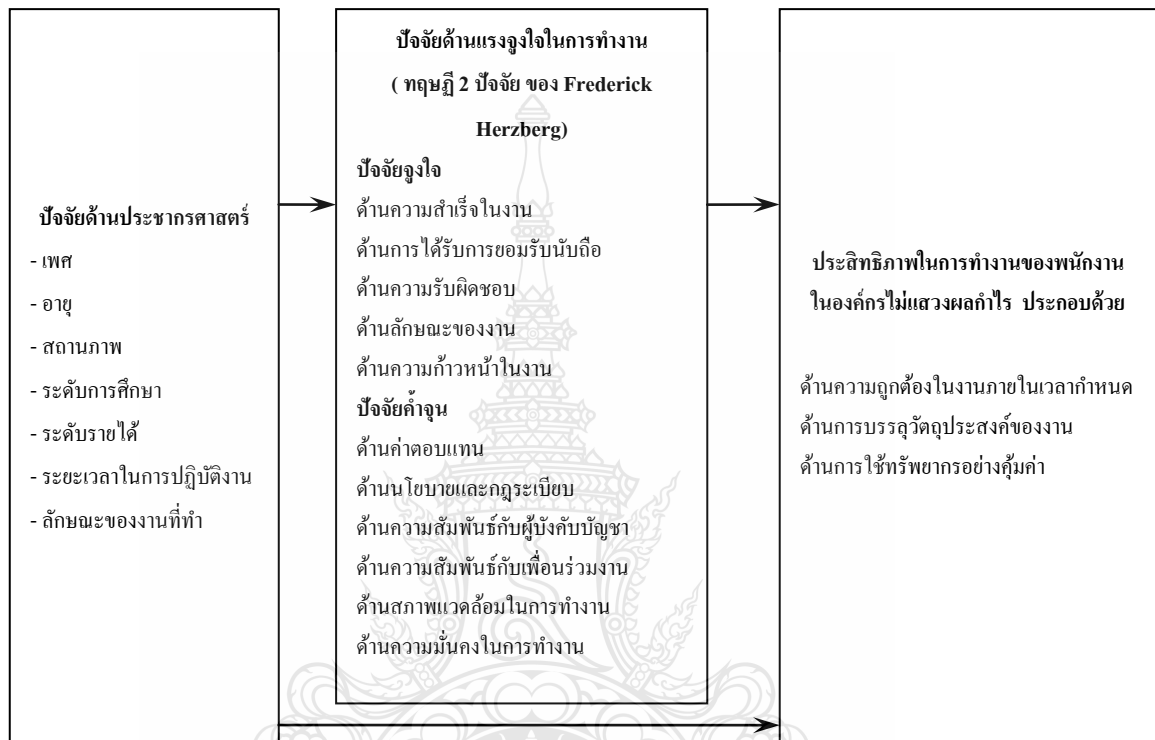 ปัจจัยด้านประชากรศาสตร์
- เพศ
- อายุ
- สถานภาพ
- ระดับการศึกษา
- ระดับรายได้
- ระยะเวลาในการปฏิบัติงาน
- ลักษณะของงานที่ทำ
ปัจจัยด้านแรงจูงใจในการทำงาน
( ทฤษฎี 2 ปัจจัย ของ Frederick
Herzberg)
ปัจจัยจูงใจ
ด้านความสำเร็จในงาน
ด้านการได้รับการยอมรับนับถือ
ด้านความรับผิดชอบ
ด้านลักษณะของงาน
ด้านความก้าวหน้าในงาน
ปัจจัยค้ำจุน
ด้านค่าตอบแทน
ด้านนโยบายและกฎระเบียบ
ด้านความสัมพันธ์กับผู้บังคับบัญชา
ด้านความสัมพันธ์กับเพื่อนร่วมงาน
ด้านสภาพแวดล้อมในการทำงาน
ด้านความมั่นคงในการทำงาน
ประสิทธิภาพในการทำงานของพนักงาน
ในองค์กรไม่แสวงผลกำไร ประกอบด้วย
ด้านความถูกต้องในงานภายในเวลากำหนด
ด้านการบรรลุวัตถุประสงค์ของงาน
ด้านการใช้ทรัพยากรอย่างคุ้มค่า